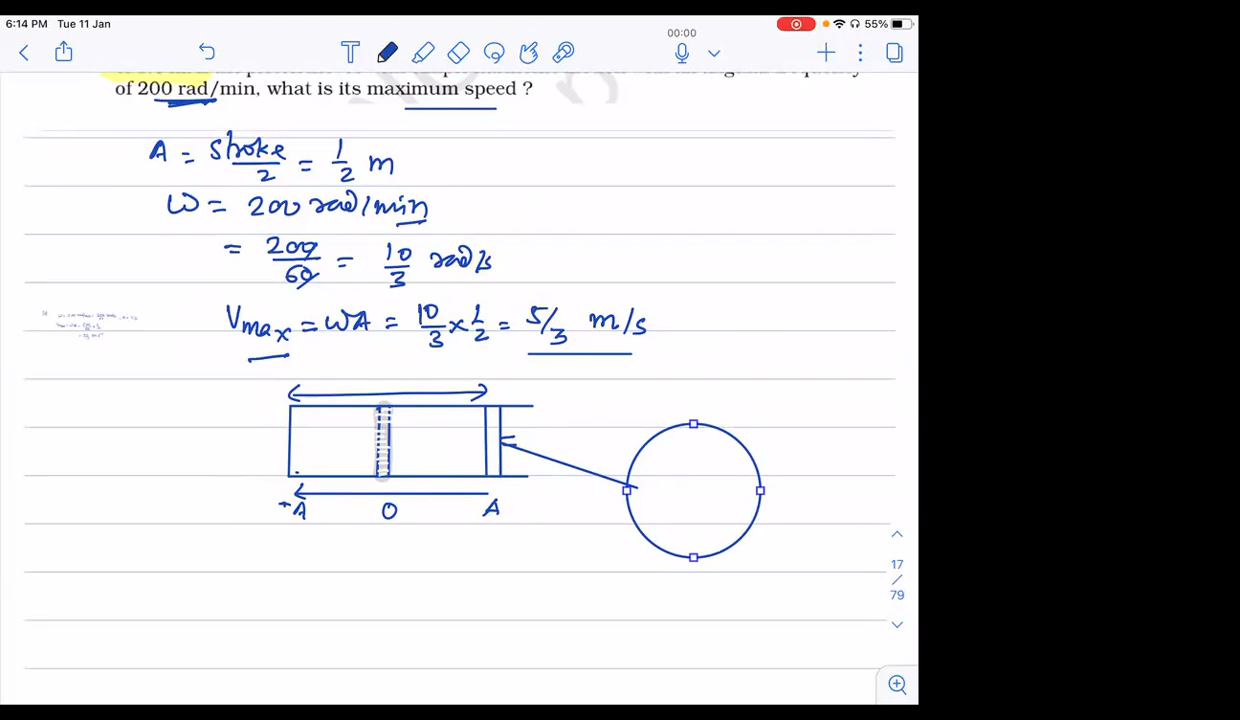 6:14 PM Tue 11 Jan
00:00
55%
of 200 rad/min, what is its maximum speed ?
A = Stroke/2 = 1/2 m
ω = 200 rad/min
= 200/60 = 10/3 rad/s
Vmax = ωA = 10/3 × 1/2 = 5/3 m/s
-A O A
17
/
79